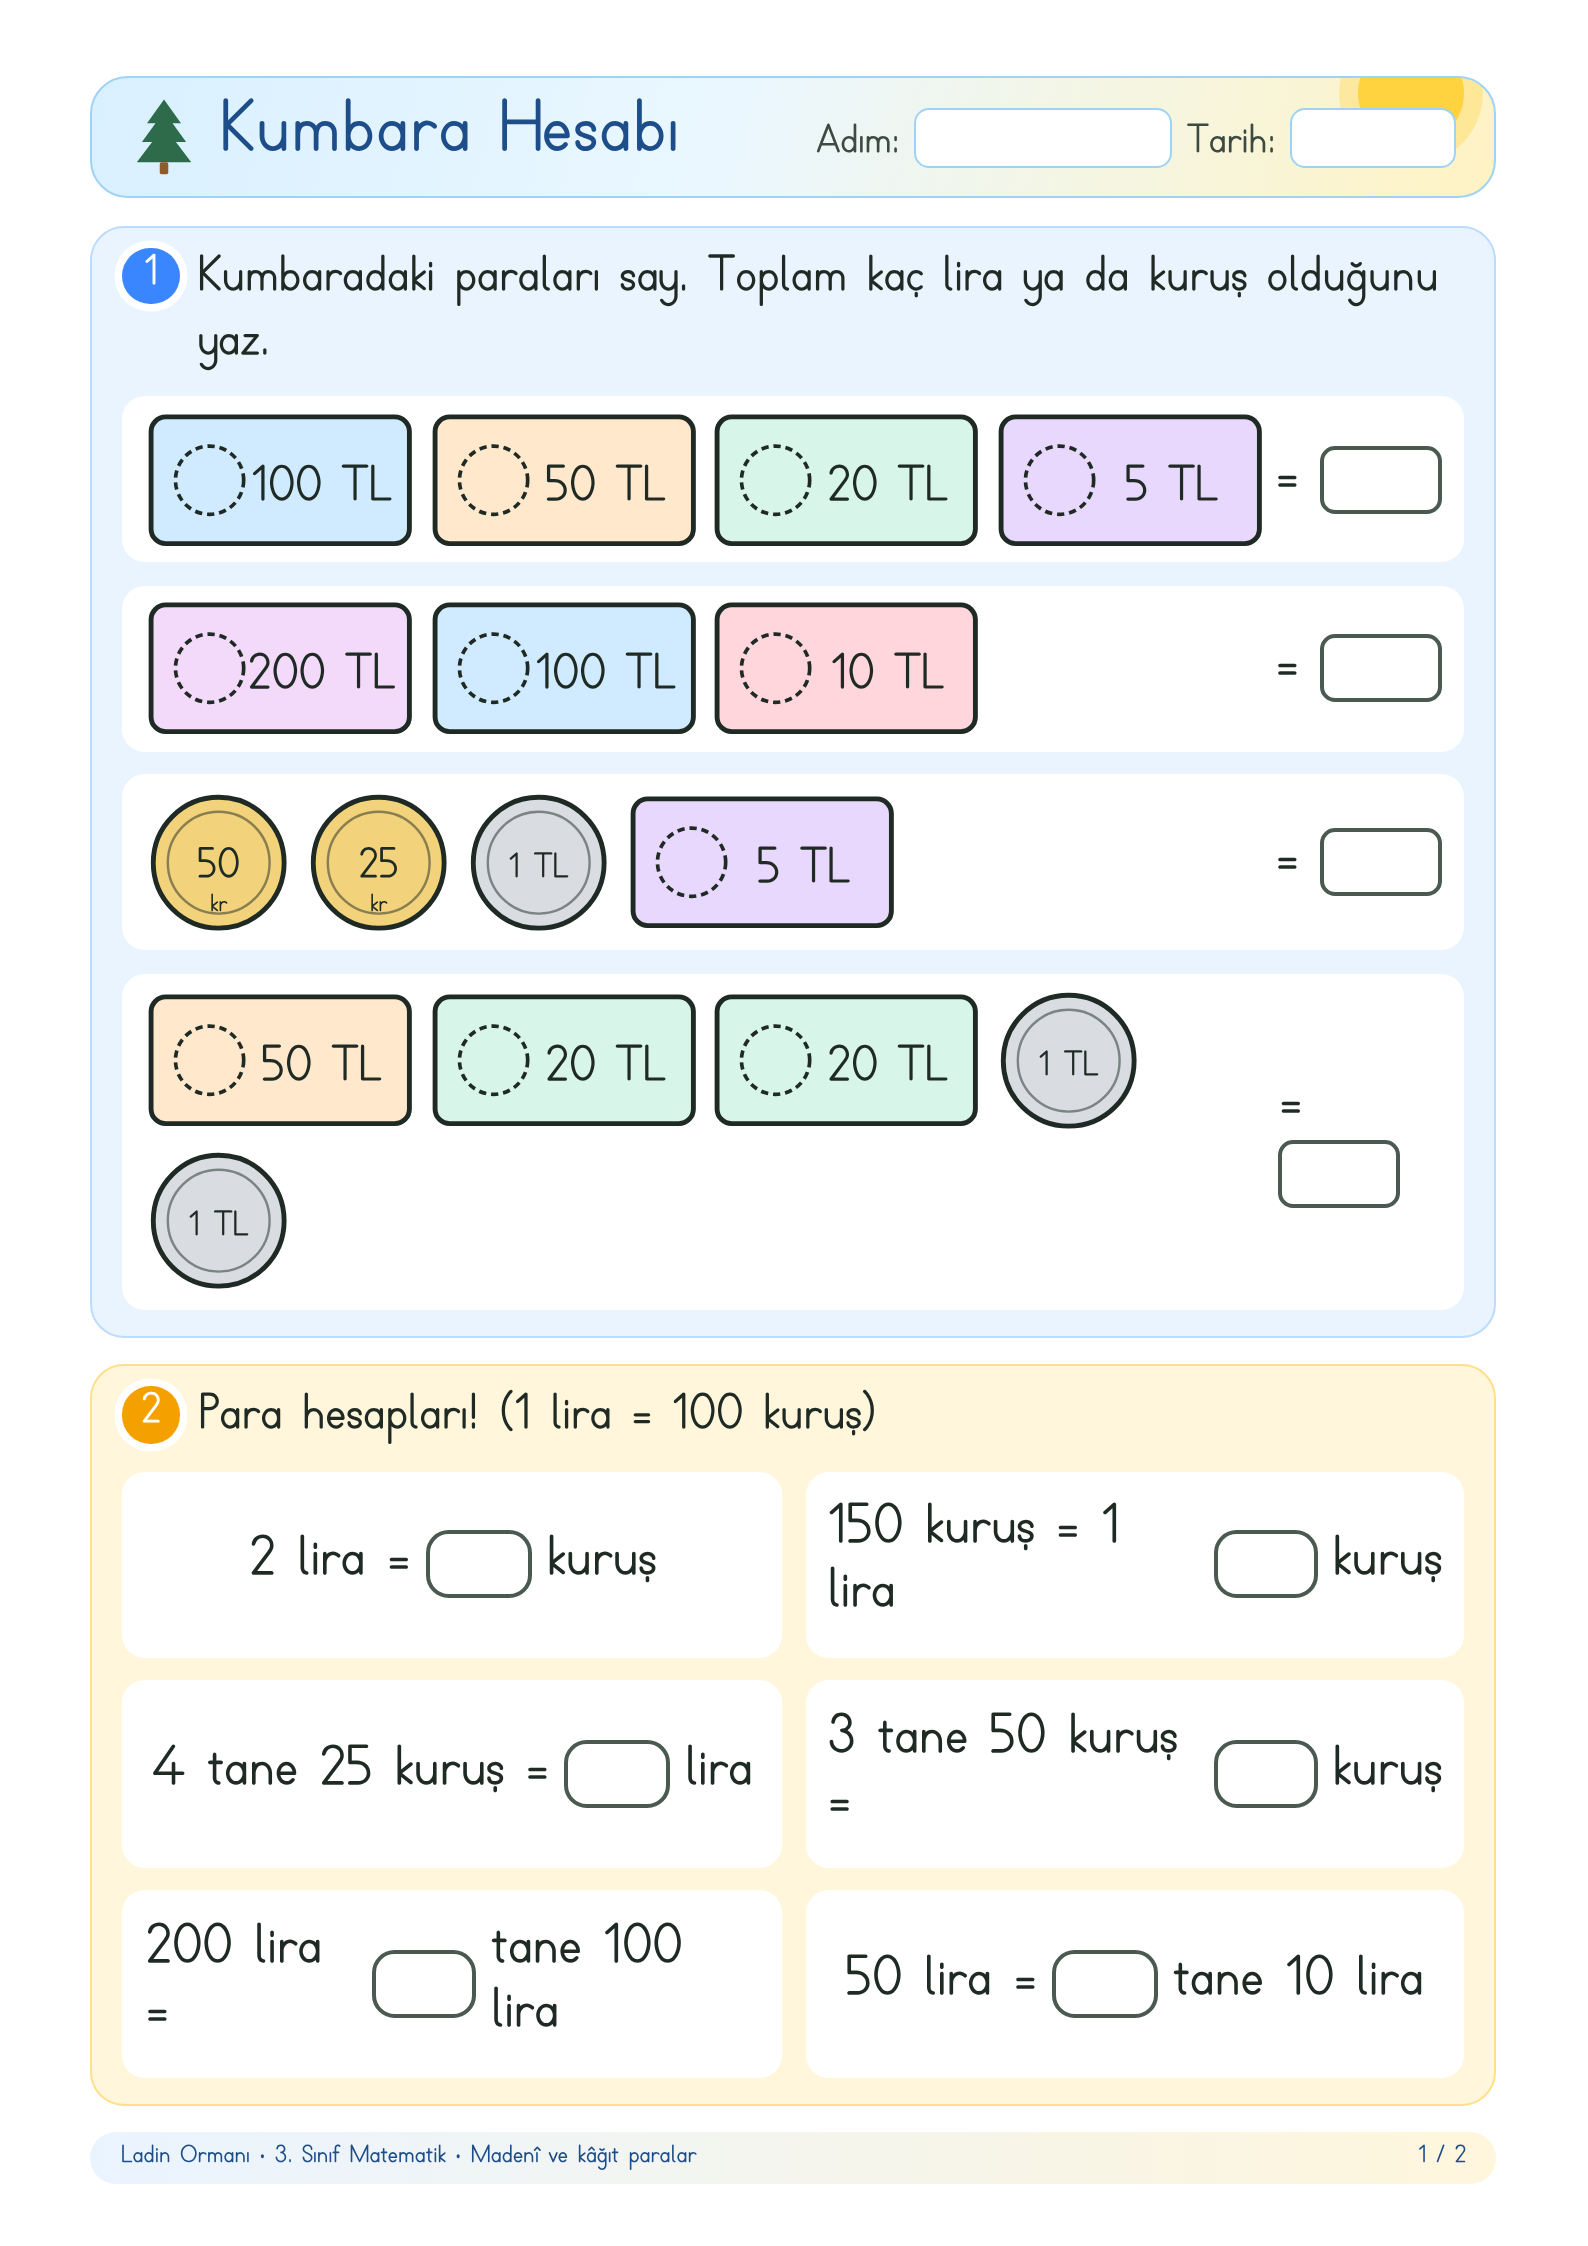 Kumbara Hesabı
Adım:
Tarih:
1 Kumbaradaki paraları say. Toplam kaç lira ya da kuruş olduğunu
yaz.
100 TL 50 TL 20 TL 5 TL =
200 TL 100 TL 10 TL =
50 kr 25 kr 1 TL 5 TL =
50 TL 20 TL 20 TL 1 TL
=
1 TL
2 Para hesapları! (1 lira = 100 kuruş)
2 lira = kuruş
150 kuruş = 1
lira kuruş
4 tane 25 kuruş = lira
3 tane 50 kuruş
= kuruş
200 lira
= tane 100
lira
50 lira = tane 10 lira
Ladin Ormanı • 3. Sınıf Matematik • Madenî ve kâğıt paralar
1 / 2